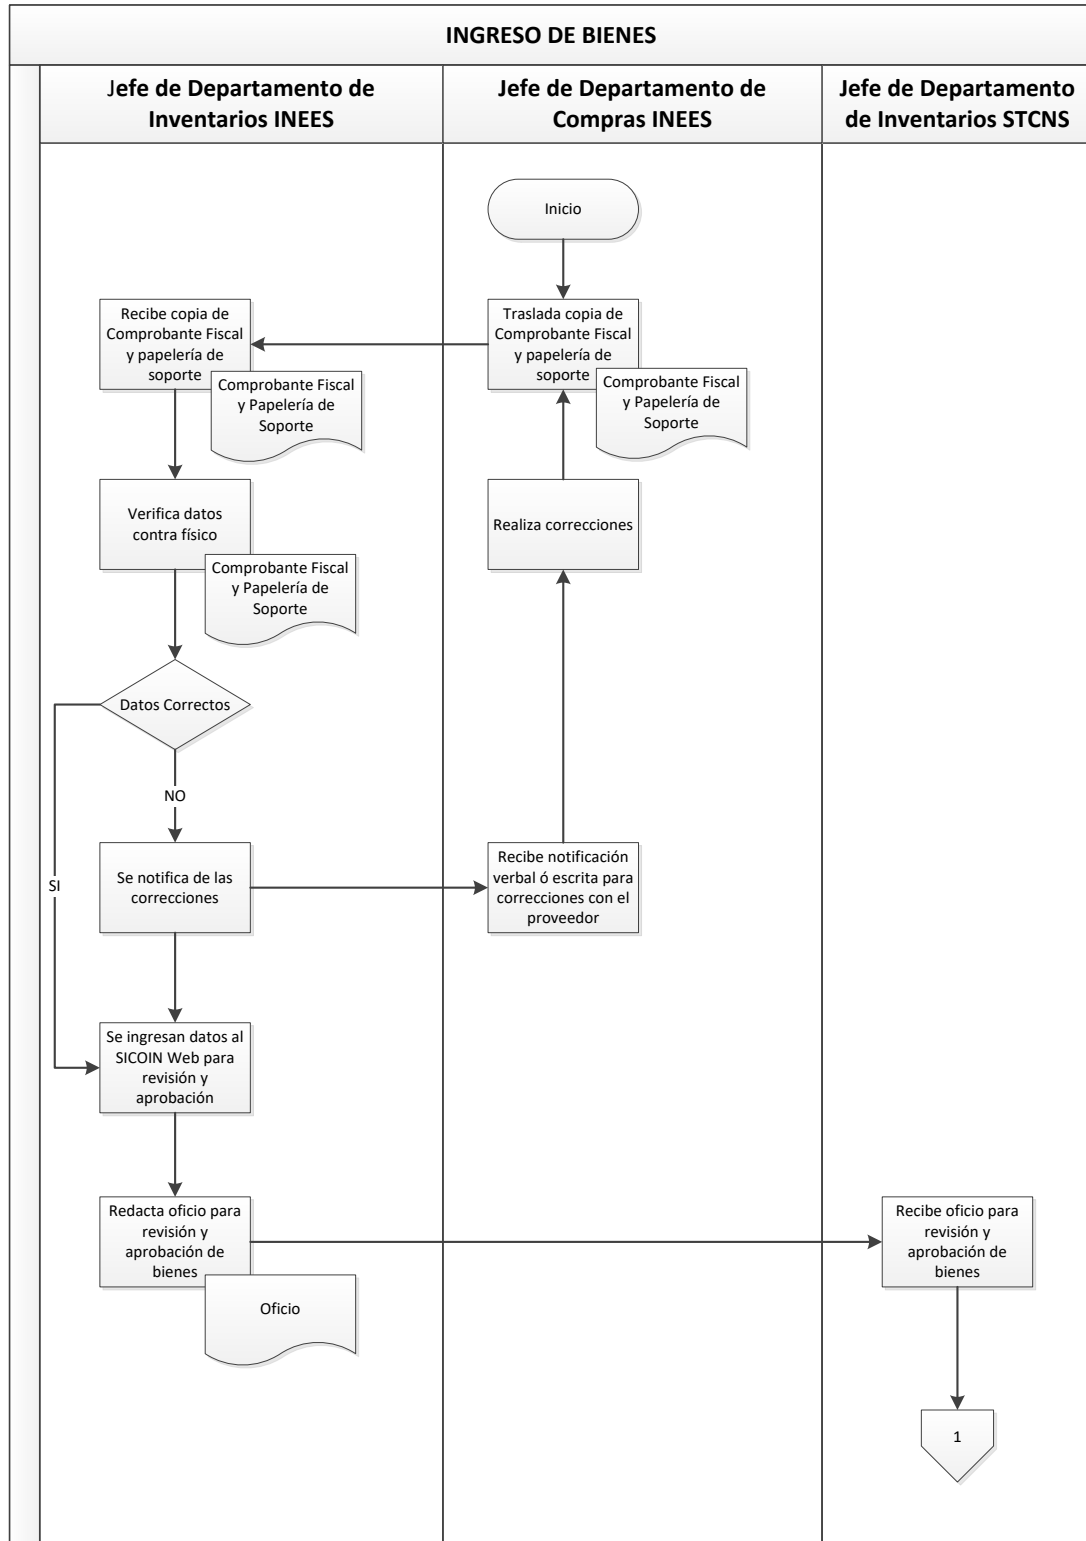 INGRESO DE BIENES
Jefe de Departamento de
Inventarios INEES
Jefe de Departamento de
Compras INEES
Jefe de Departamento
de Inventarios STCNS
Inicio
Recibe copia de
Comprobante Fiscal
y papelería de
soporte
Comprobante Fiscal
y Papelería de
Soporte
Traslada copia de
Comprobante Fiscal
y papelería de
soporte
Comprobante Fiscal
y Papelería de
Soporte
Verifica datos
contra físico
Comprobante Fiscal
y Papelería de
Soporte
Realiza correcciones
Datos Correctos
NO
SI
Se notifica de las
correcciones
Recibe notificación
verbal ó escrita para
correcciones con el
proveedor
Se ingresan datos al
SICOIN Web para
revisión y
aprobación
Redacta oficio para
revisión y
aprobación de
bienes
Oficio
Recibe oficio para
revisión y
aprobación de
bienes
1